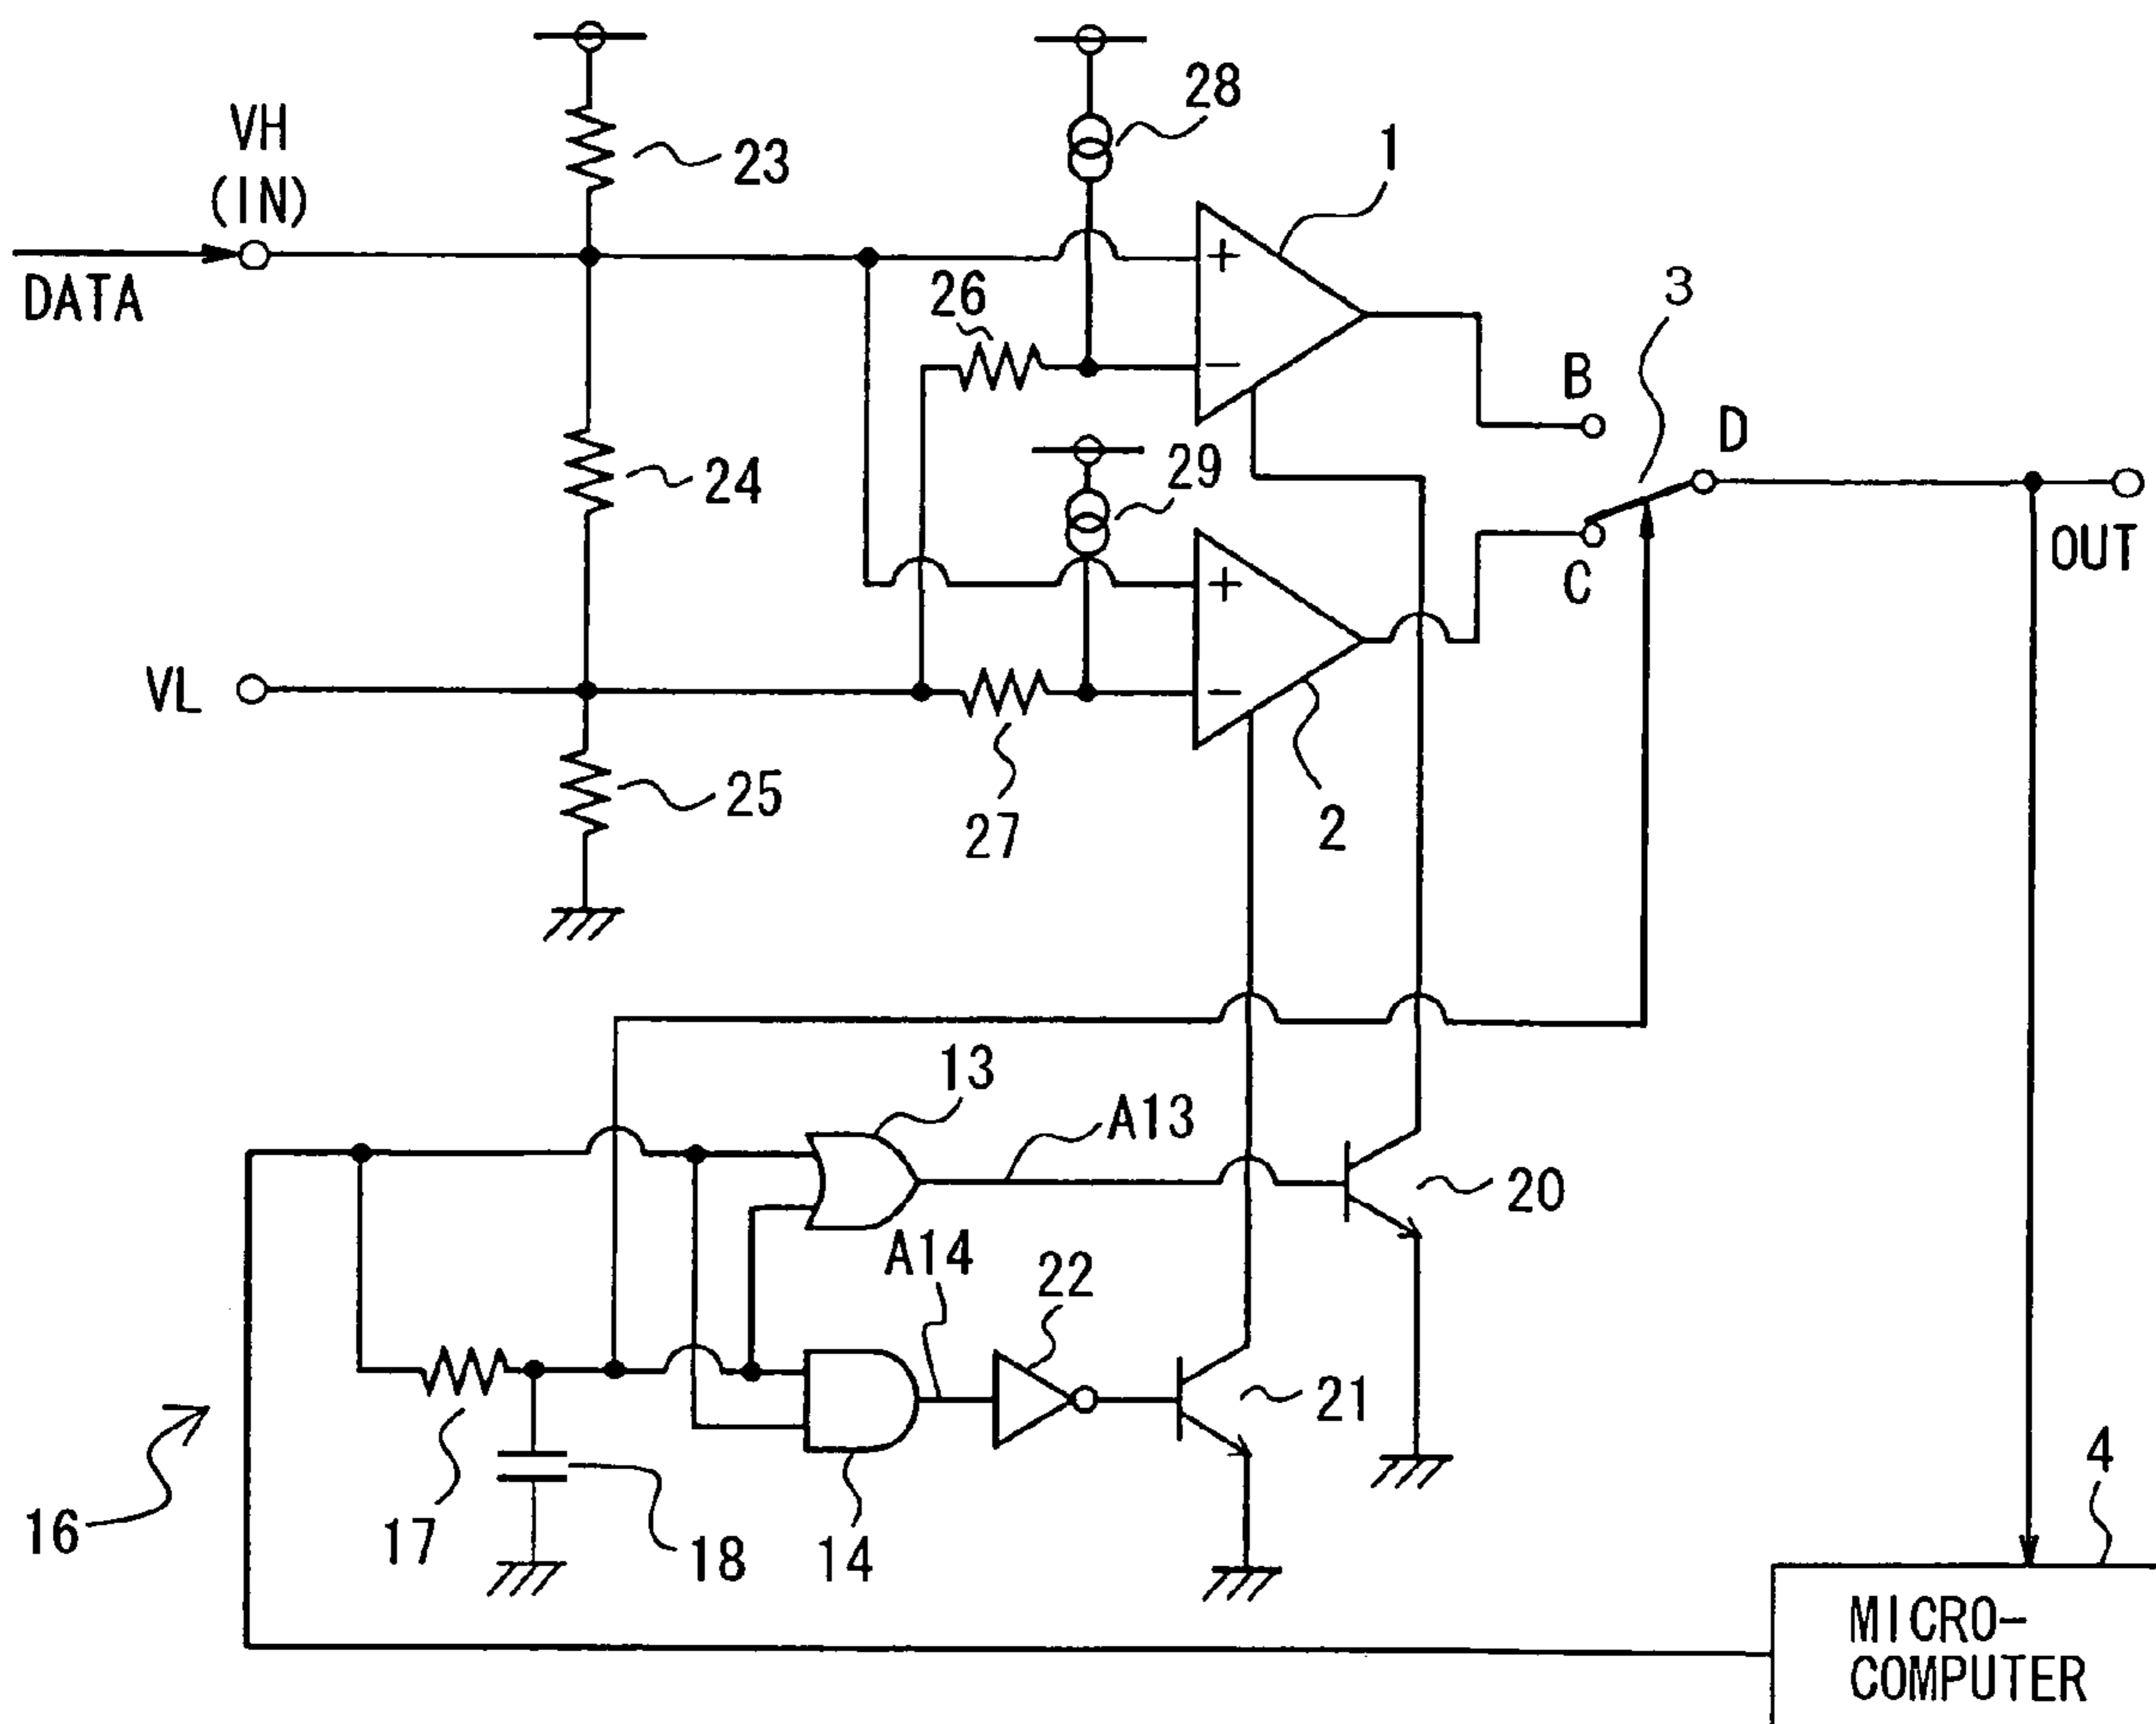 28
VH
1
(IN)
23
26
3
DATA
B
D
24
29
OUT
C
VL
25
27
2
13
A13
20
A14
22
21
4
16
17
18
14
MICRO-
COMPUTER
+
−
+
−